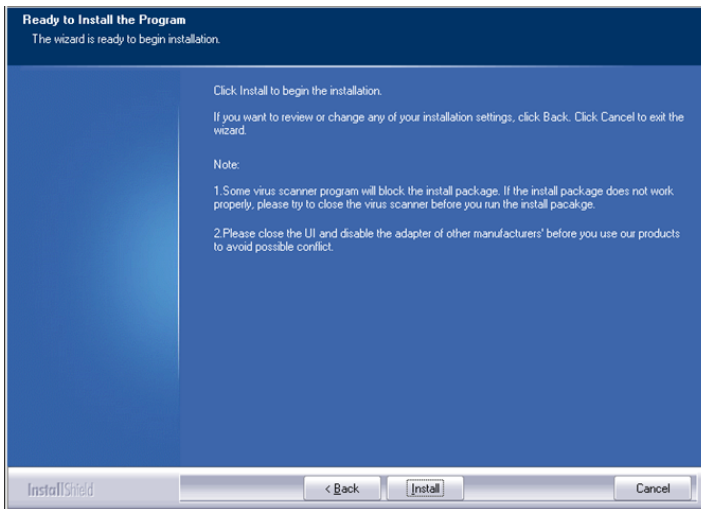 Ready to Install the Program
The wizard is ready to begin installation.
Click Install to begin the installation.
If you want to review or change any of your installation settings, click Back. Click Cancel to exit the
wizard.
Note:
1.Some virus scanner program will block the install package. If the install package does not work
properly, please try to close the virus scanner before you run the install pacakge.
2.Please close the UI and disable the adapter of other manufacturers' before you use our products
to avoid possible conflict.
InstallShield
< Back
Install
Cancel